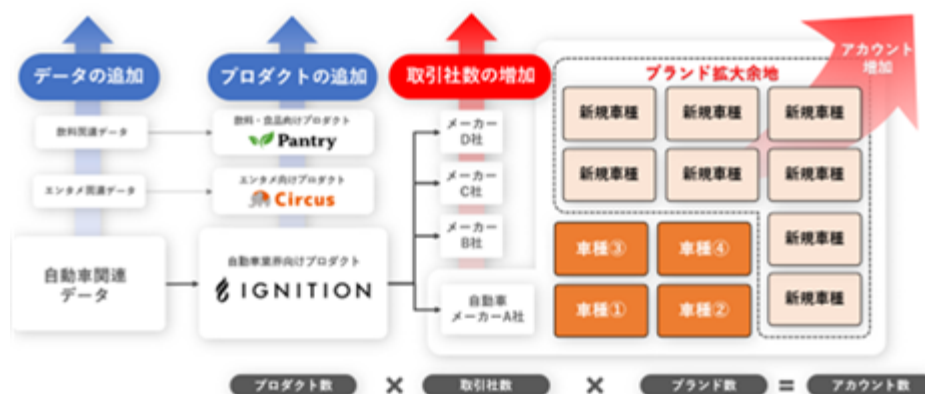 データの追加
プロダクトの追加
取引社数の増加
アカウント
増加
ブランド拡大余地
飲料関連データ
飲料・食品向けプロダクト
Pantry
エンタメ関連データ
エンタメ向けプロダクト
Circus
自動車関連
データ
自動車業界向けプロダクト
IGNITION
メーカー
D社
メーカー
C社
メーカー
B社
自動車
メーカーA社
新規車種
新規車種
新規車種
新規車種
新規車種
新規車種
車種③
車種④
新規車種
車種①
車種②
新規車種
プロダクト数
×
取引社数
×
ブランド数
=
アカウント数